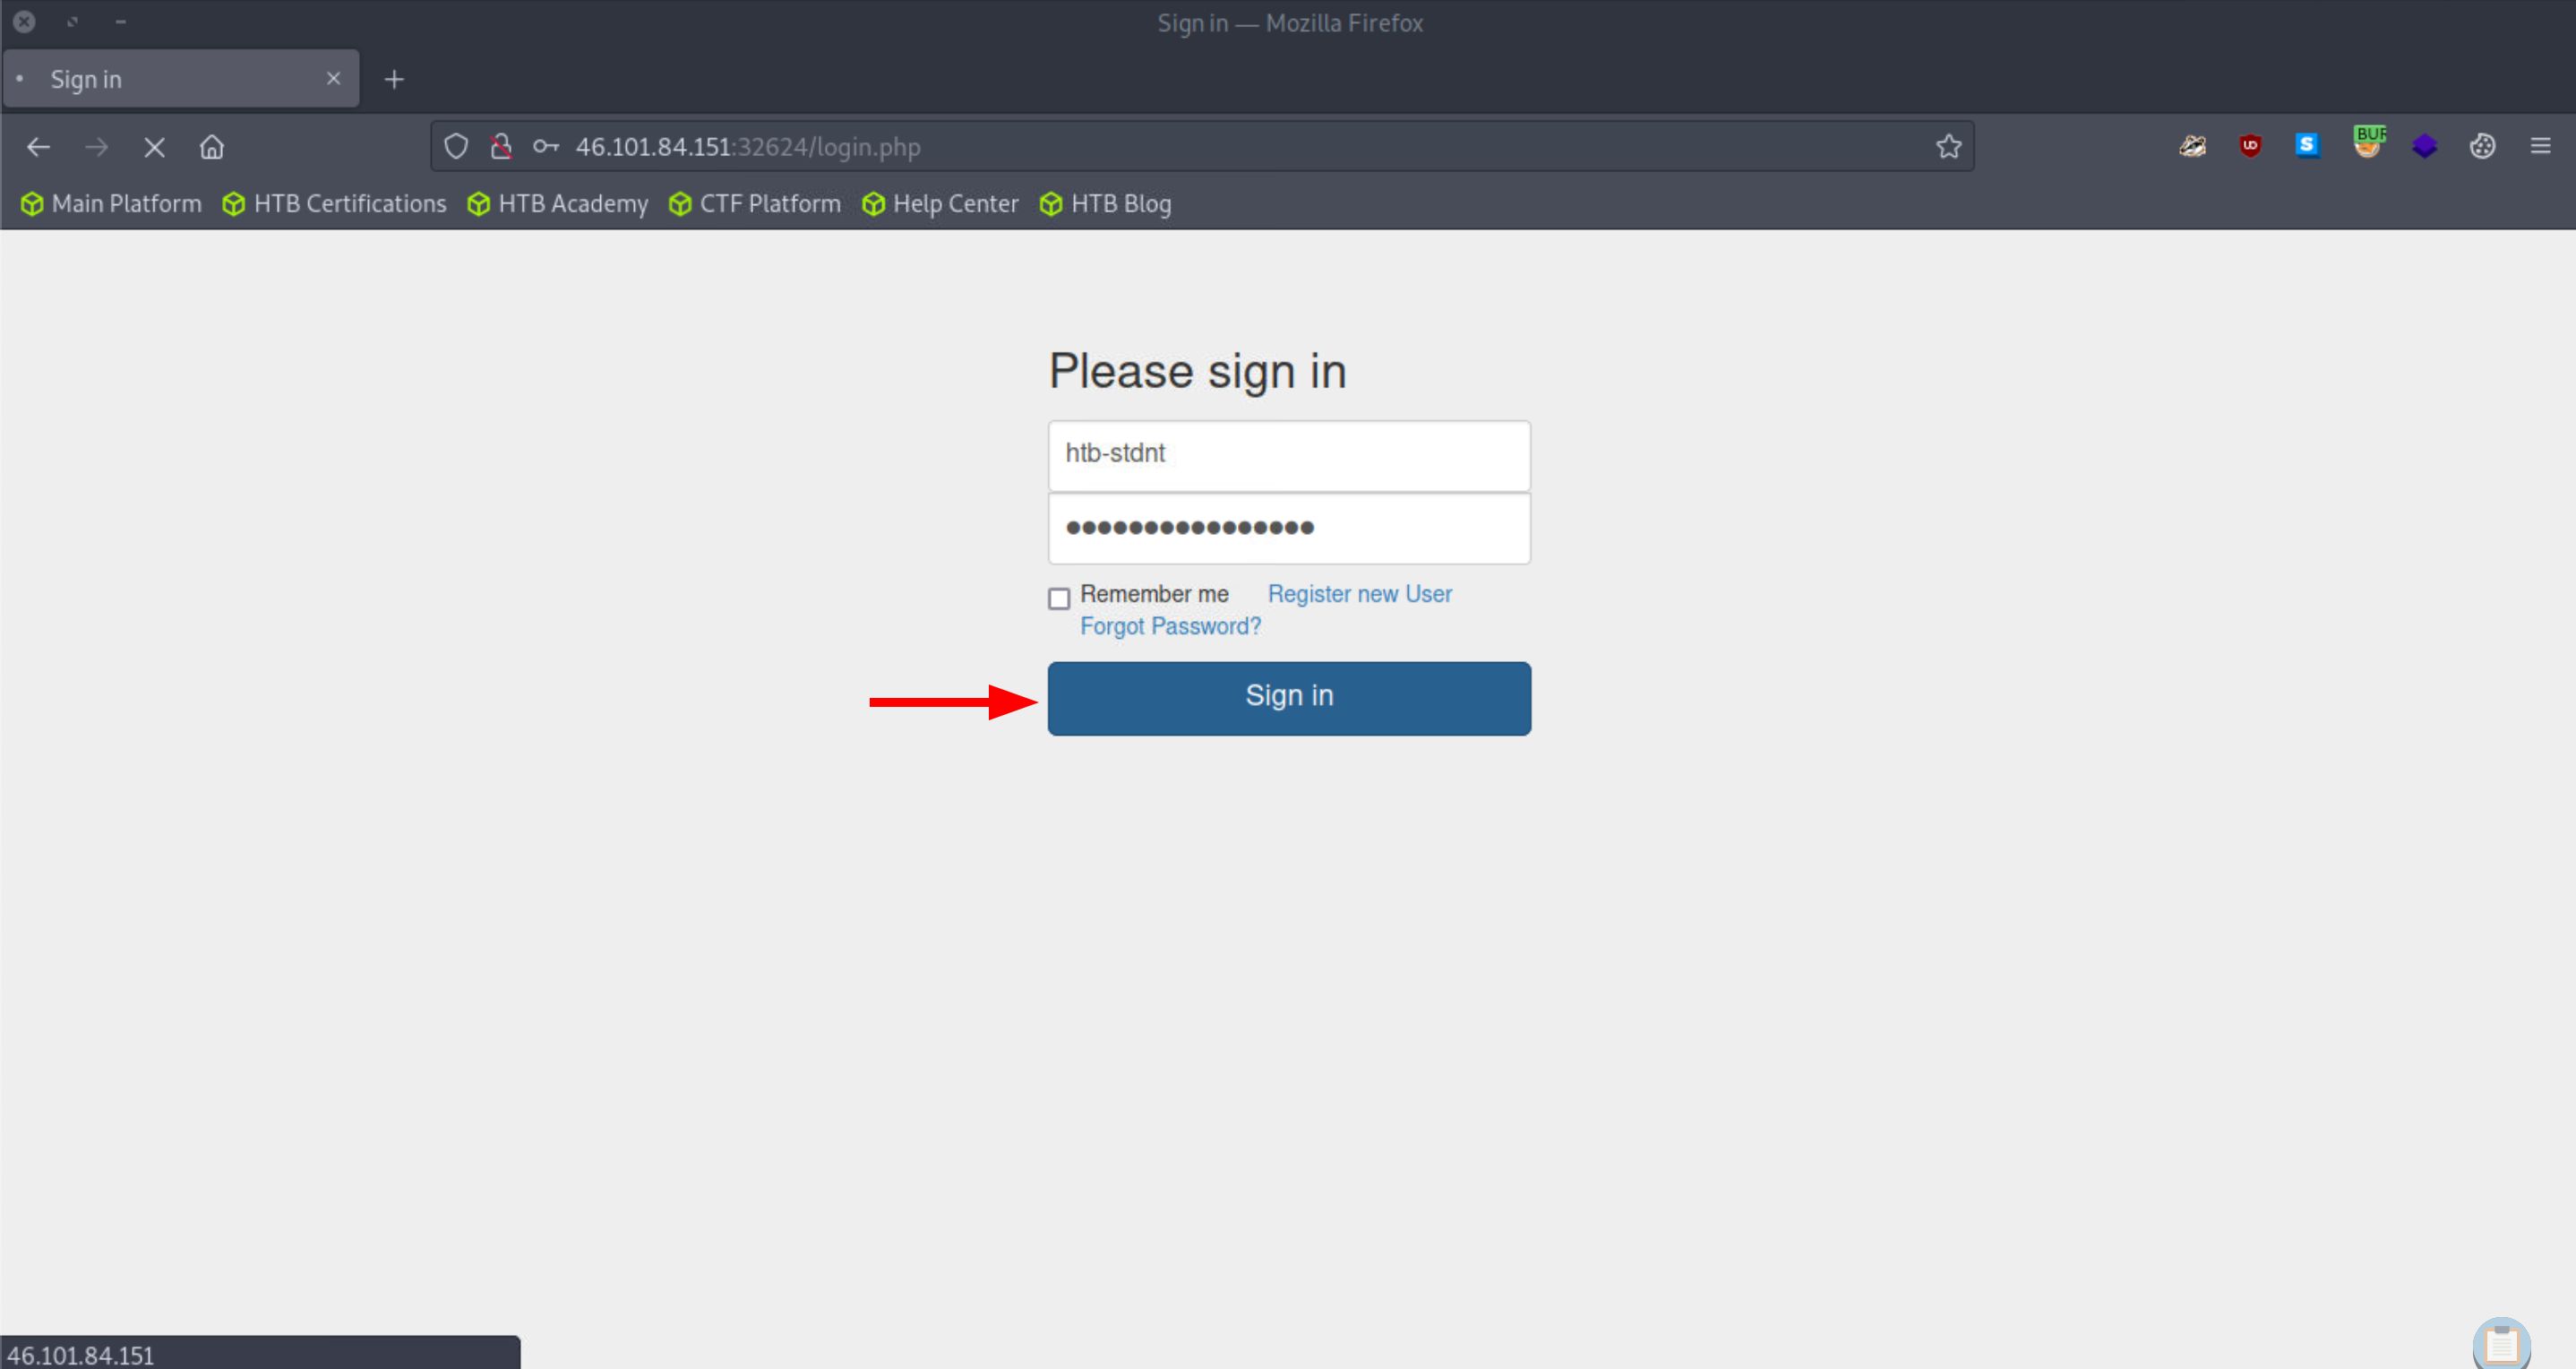 Sign in — Mozilla Firefox
Sign in
46.101.84.151:32624/login.php
UD
S
BUR
Main Platform HTB Certifications HTB Academy CTF Platform Help Center HTB Blog
Please sign in
htb-stdnt
Remember me Register new User
Forgot Password?
Sign in
46.101.84.151